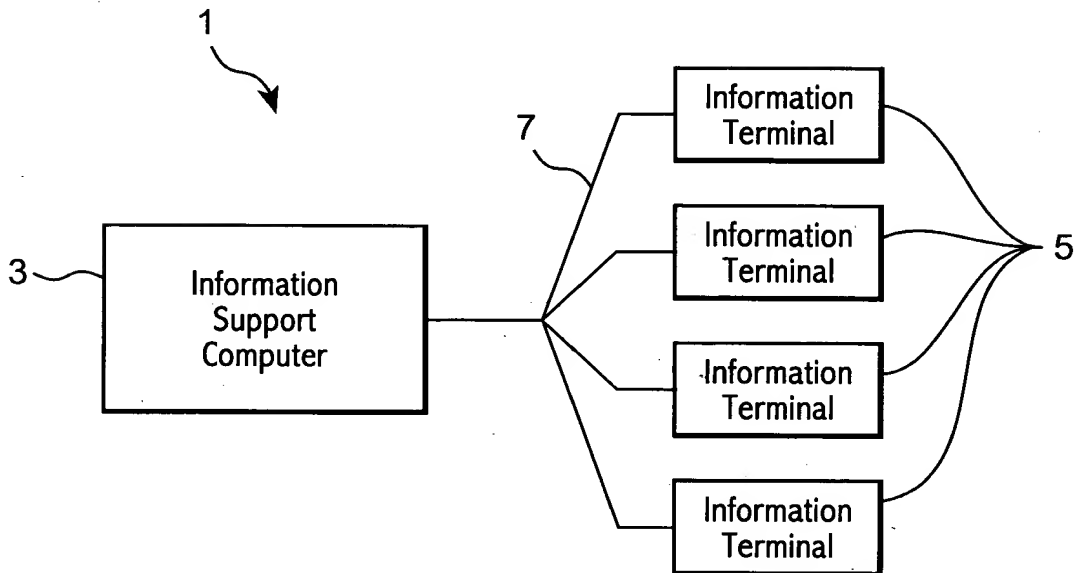 1
7
3
Information
Support
Computer
Information
Terminal
Information
Terminal
Information
Terminal
Information
Terminal
5